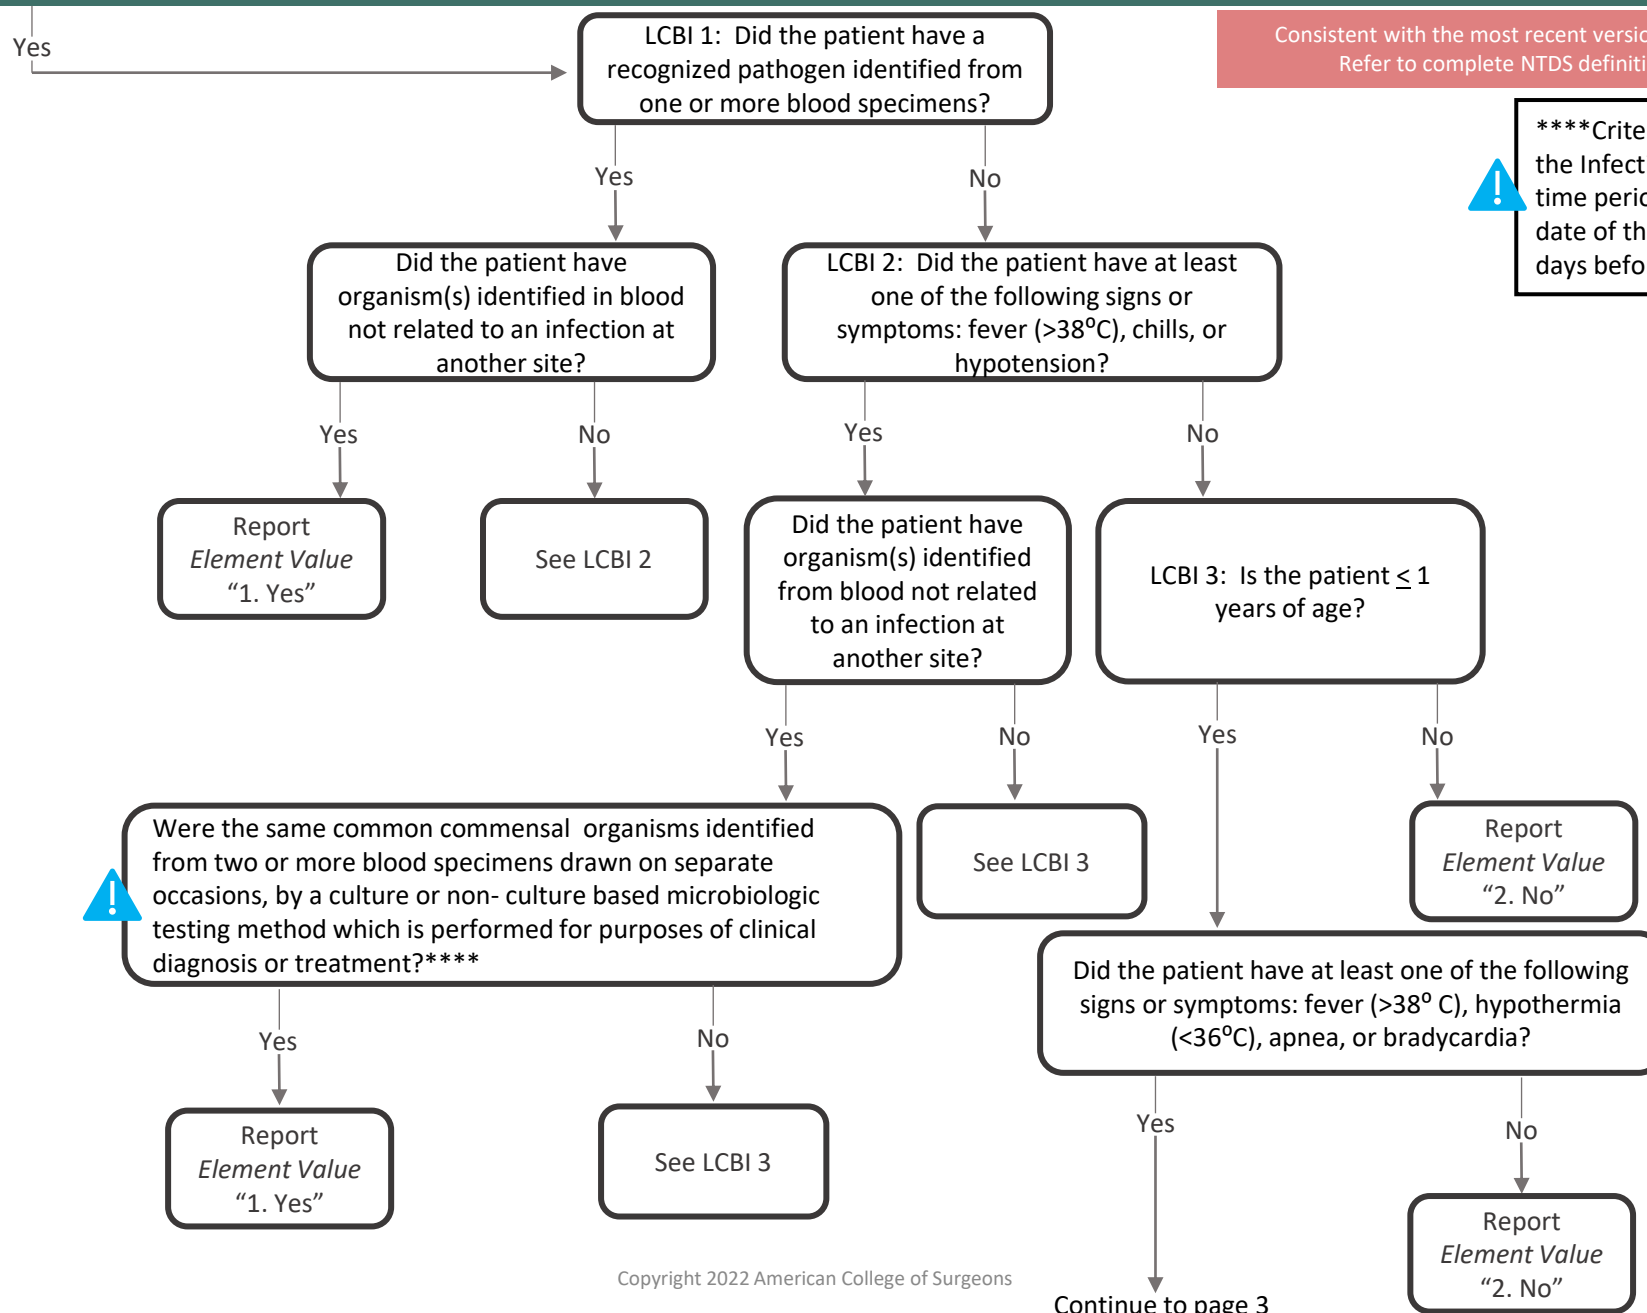 Yes
LCBI 1: Did the patient have a
recognized pathogen identified from
one or more blood specimens?
Consistent with the most recent
Refer to complete NTDS
****
the
time
date of
days
Yes
No
Did the patient have
organism(s) identified in blood
not related to an infection at
another site?
LCBI 2: Did the patient have at least
one of the following signs or
symptoms: fever (>38⁰C), chills, or
hypotension?
Yes
No
Yes
No
Report
Element Value
“1. Yes”
See LCBI 2
Did the patient have
organism(s) identified
from blood not related
to an infection at
another site?
LCBI 3: Is the patient ≤ 1
years of age?
Yes
No
Yes
No
Were the same common commensal organisms identified
from two or more blood specimens drawn on separate
occasions, by a culture or non- culture based microbiologic
testing method which is performed for purposes of clinical
diagnosis or treatment?****
See LCBI 3
Report
Element Value
“2. No”
Did the patient have at least one of the following
signs or symptoms: fever (>38⁰ C), hypothermia
(<36⁰C), apnea, or bradycardia?
Yes
No
Yes
No
Report
Element Value
“1. Yes”
See LCBI 3
Report
Element Value
“2. No”
Copyright 2022 American College of Surgeons
Continue to page 3